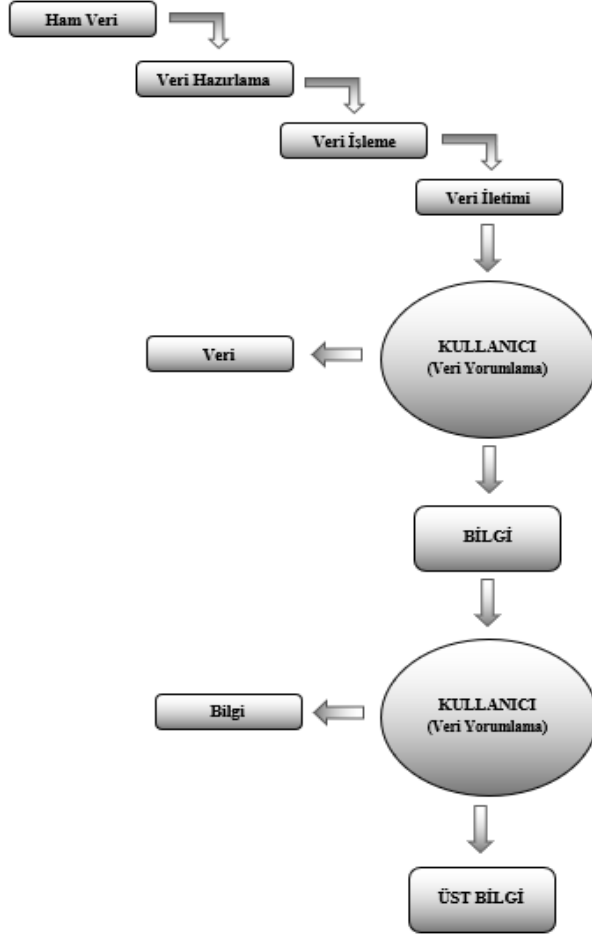 Ham Veri
Veri Hazırlama
Veri İşleme
Veri İletimi
KULLANICI
(Veri Yorumlama)
Veri
BİLGİ
KULLANICI
(Veri Yorumlama)
Bilgi
ÜST BİLGİ